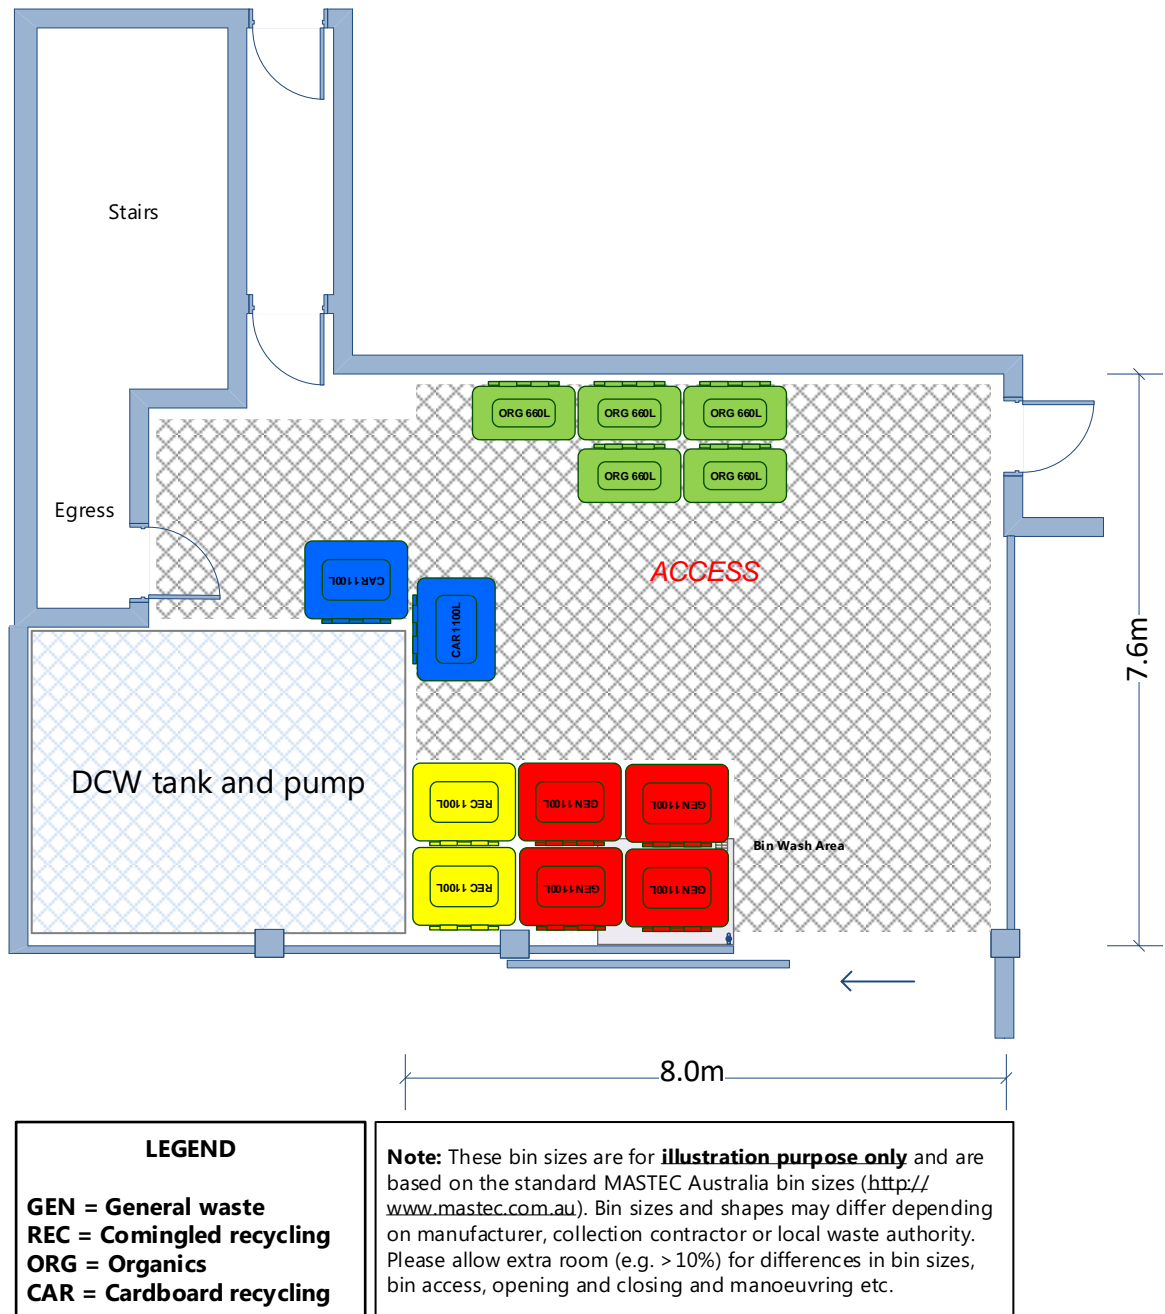 Stairs
ORG 660L
ORG 660L
ORG 660L
ORG 660L
ORG 660L
Egress
ACCESS
CAR 1100L
CAR 1100L
7.6m
DCW tank and pump
REC 1100L
GEN 1100L
GEN 1100L
Bin Wash Area
REC 1100L
GEN 1100L
GEN 1100L
8.0m
LEGEND
GEN = General waste
REC = Comingled recycling
ORG = Organics
CAR = Cardboard recycling
Note: These bin sizes are for illustration purpose only and are
based on the standard MASTEC Australia bin sizes (http://
www.mastec.com.au). Bin sizes and shapes may differ depending
on manufacturer, collection contractor or local waste authority.
Please allow extra room (e.g. >10%) for differences in bin sizes,
bin access, opening and closing and manoeuvring etc.